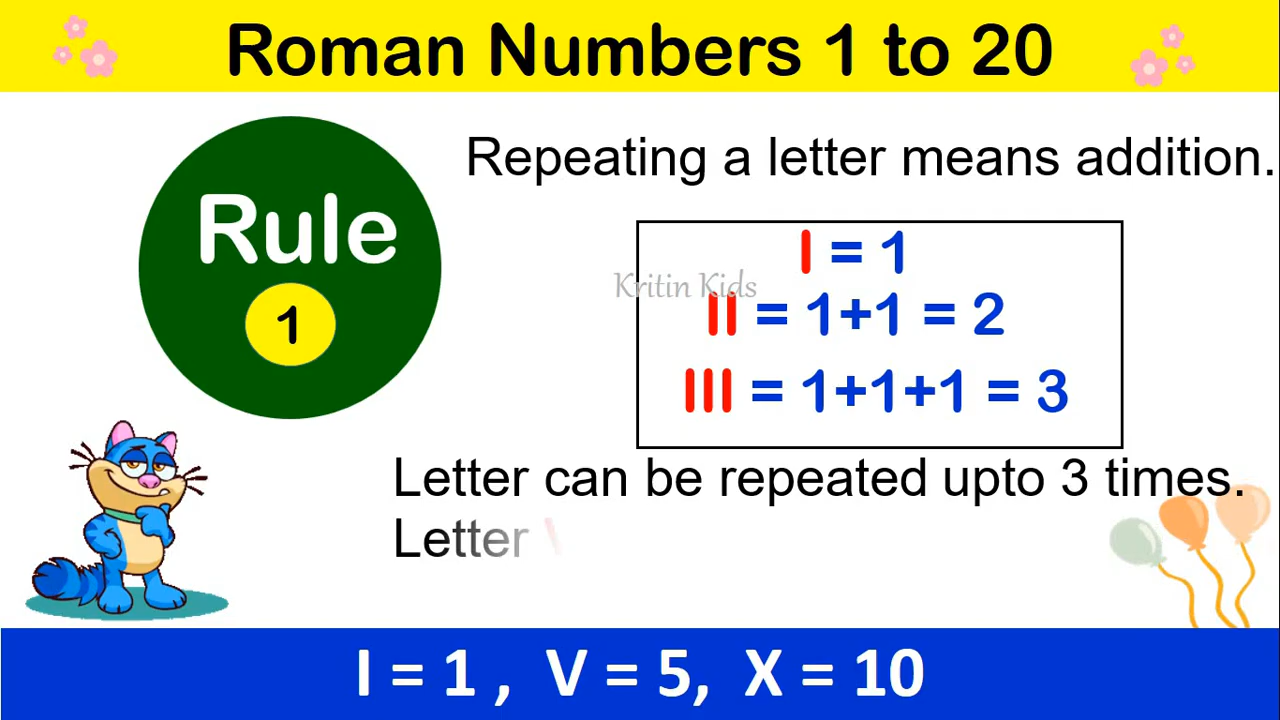 Roman Numbers 1 to 20
Rule
1
Repeating a letter means addition.
I = 1
Kritin Kids
II = 1+1 = 2
III = 1+1+1 = 3
Letter can be repeated upto 3 times.
Letter
I = 1 , V = 5, X = 10